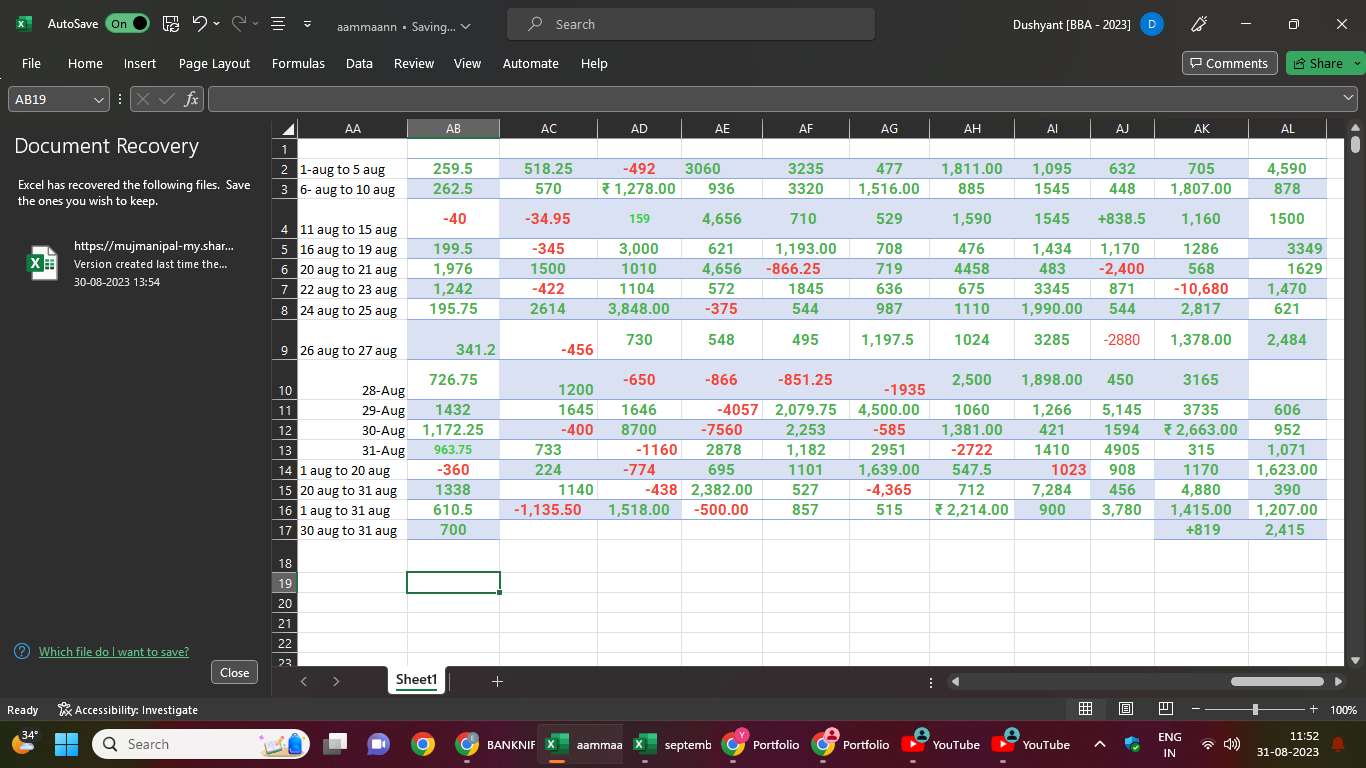 AutoSave On aammaann • Saving... Search Dushyant [BBA - 2023] D
File Home Insert Page Layout Formulas Data Review View Automate Help Comments Share
AB19 fx
Document Recovery
Excel has recovered the following files. Save
the ones you wish to keep.
https://mujmanipal-my.shar...
Version created last time the...
30-08-2023 13:54
Which file do I want to save?
Close
AA AB AC AD AE AF AG AH AI AJ AK AL
1
2 1-aug to 5 aug 259.5 518.25 -492 3060 3235 477 1,811.00 1,095 632 705 4,590
3 6- aug to 10 aug 262.5 570 ₹ 1,278.00 936 3320 1,516.00 885 1545 448 1,807.00 878
4 11 aug to 15 aug -40 -34.95 159 4,656 710 529 1,590 1545 +838.5 1,160 1500
5 16 aug to 19 aug 199.5 -345 3,000 621 1,193.00 708 476 1,434 1,170 1286 3349
6 20 aug to 21 aug 1,976 1500 1010 4,656 -866.25 719 4458 483 -2,400 568 1629
7 22 aug to 23 aug 1,242 -422 1104 572 1845 636 675 3345 871 -10,680 1,470
8 24 aug to 25 aug 195.75 2614 3,848.00 -375 544 987 1110 1,990.00 544 2,817 621
9 26 aug to 27 aug 341.2 -456 730 548 495 1,197.5 1024 3285 -2880 1,378.00 2,484
10 28-Aug 726.75 1200 -650 -866 -851.25 -1935 2,500 1,898.00 450 3165
11 29-Aug 1432 1645 1646 -4057 2,079.75 4,500.00 1060 1,266 5,145 3735 606
12 30-Aug 1,172.25 -400 8700 -7560 2,253 -585 1,381.00 421 1594 ₹ 2,663.00 952
13 31-Aug 963.75 733 -1160 2878 1,182 2951 -2722 1410 4905 315 1,071
14 1 aug to 20 aug -360 224 -774 695 1101 1,639.00 547.5 1023 908 1170 1,623.00
15 20 aug to 31 aug 1338 1140 -438 2,382.00 527 -4,365 712 7,284 456 4,880 390
16 1 aug to 31 aug 610.5 -1,135.50 1,518.00 -500.00 857 515 ₹ 2,214.00 900 3,780 1,415.00 1,207.00
17 30 aug to 31 aug 700 +819 2,415
18
19
20
21
22
23
Sheet1
Ready Accessibility: Investigate 100%
34° Search BANKNIF aammaa septemb Portfolio Portfolio YouTube YouTube ENG IN 11:52
31-08-2023